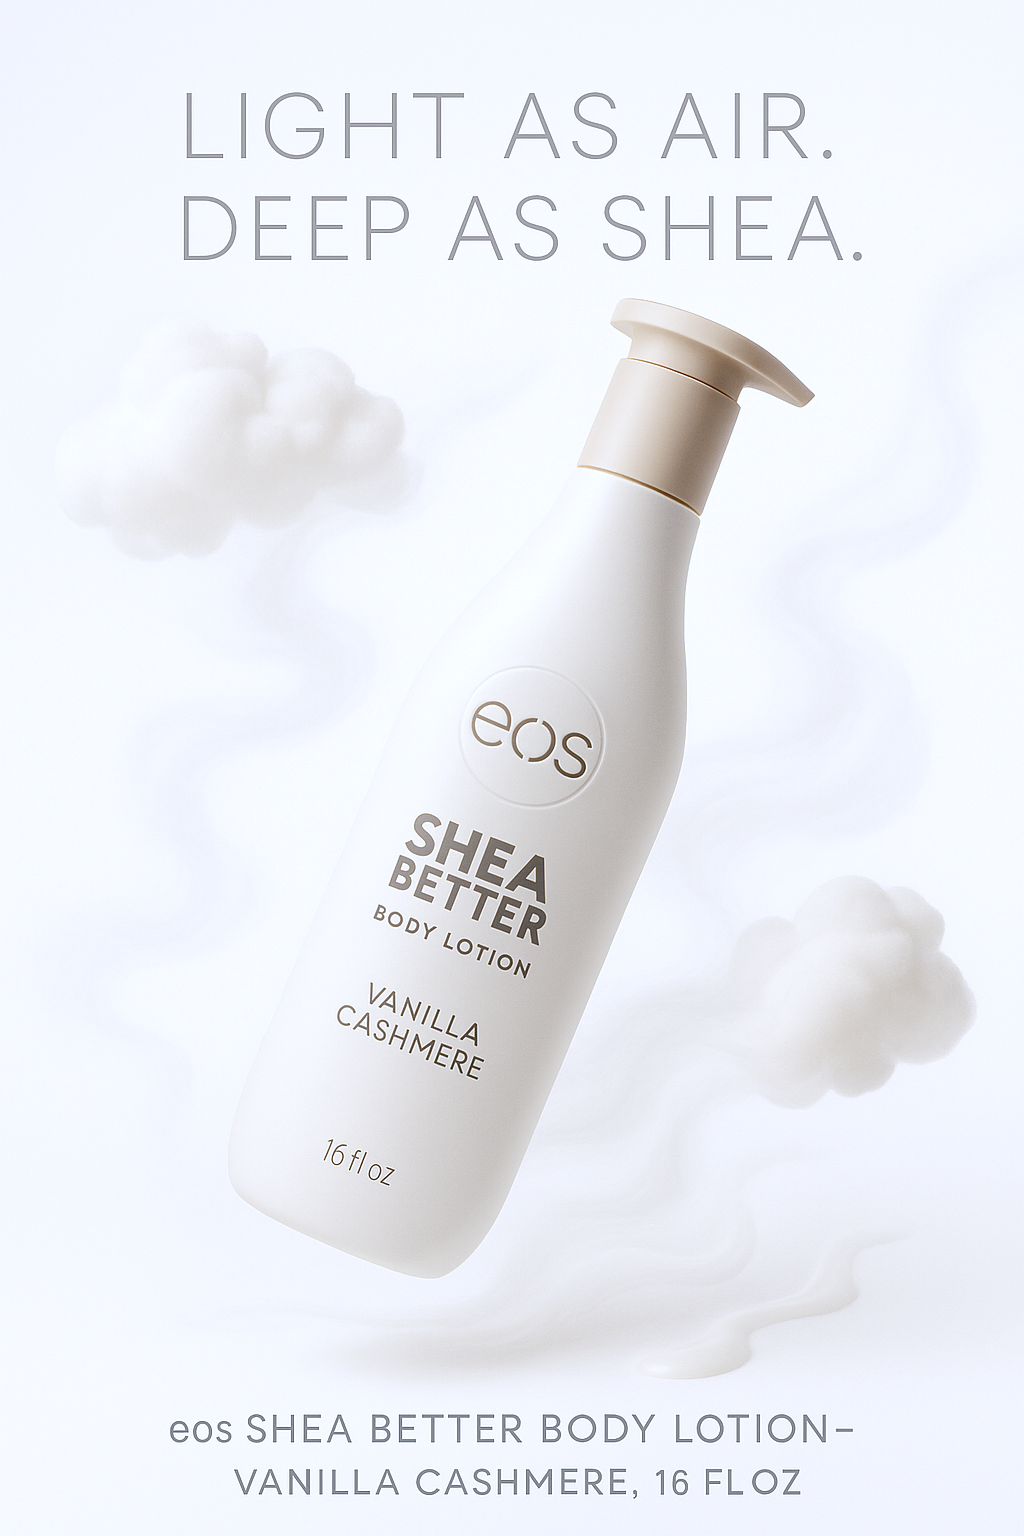 LIGHT AS AIR.
DEEP AS SHEA.
eos
SHEA
BETTER
BODY LOTION
VANILLA
CASHMERE
16 fl oz
eos SHEA BETTER BODY LOTION–
VANILLA CASHMERE, 16 FL OZ